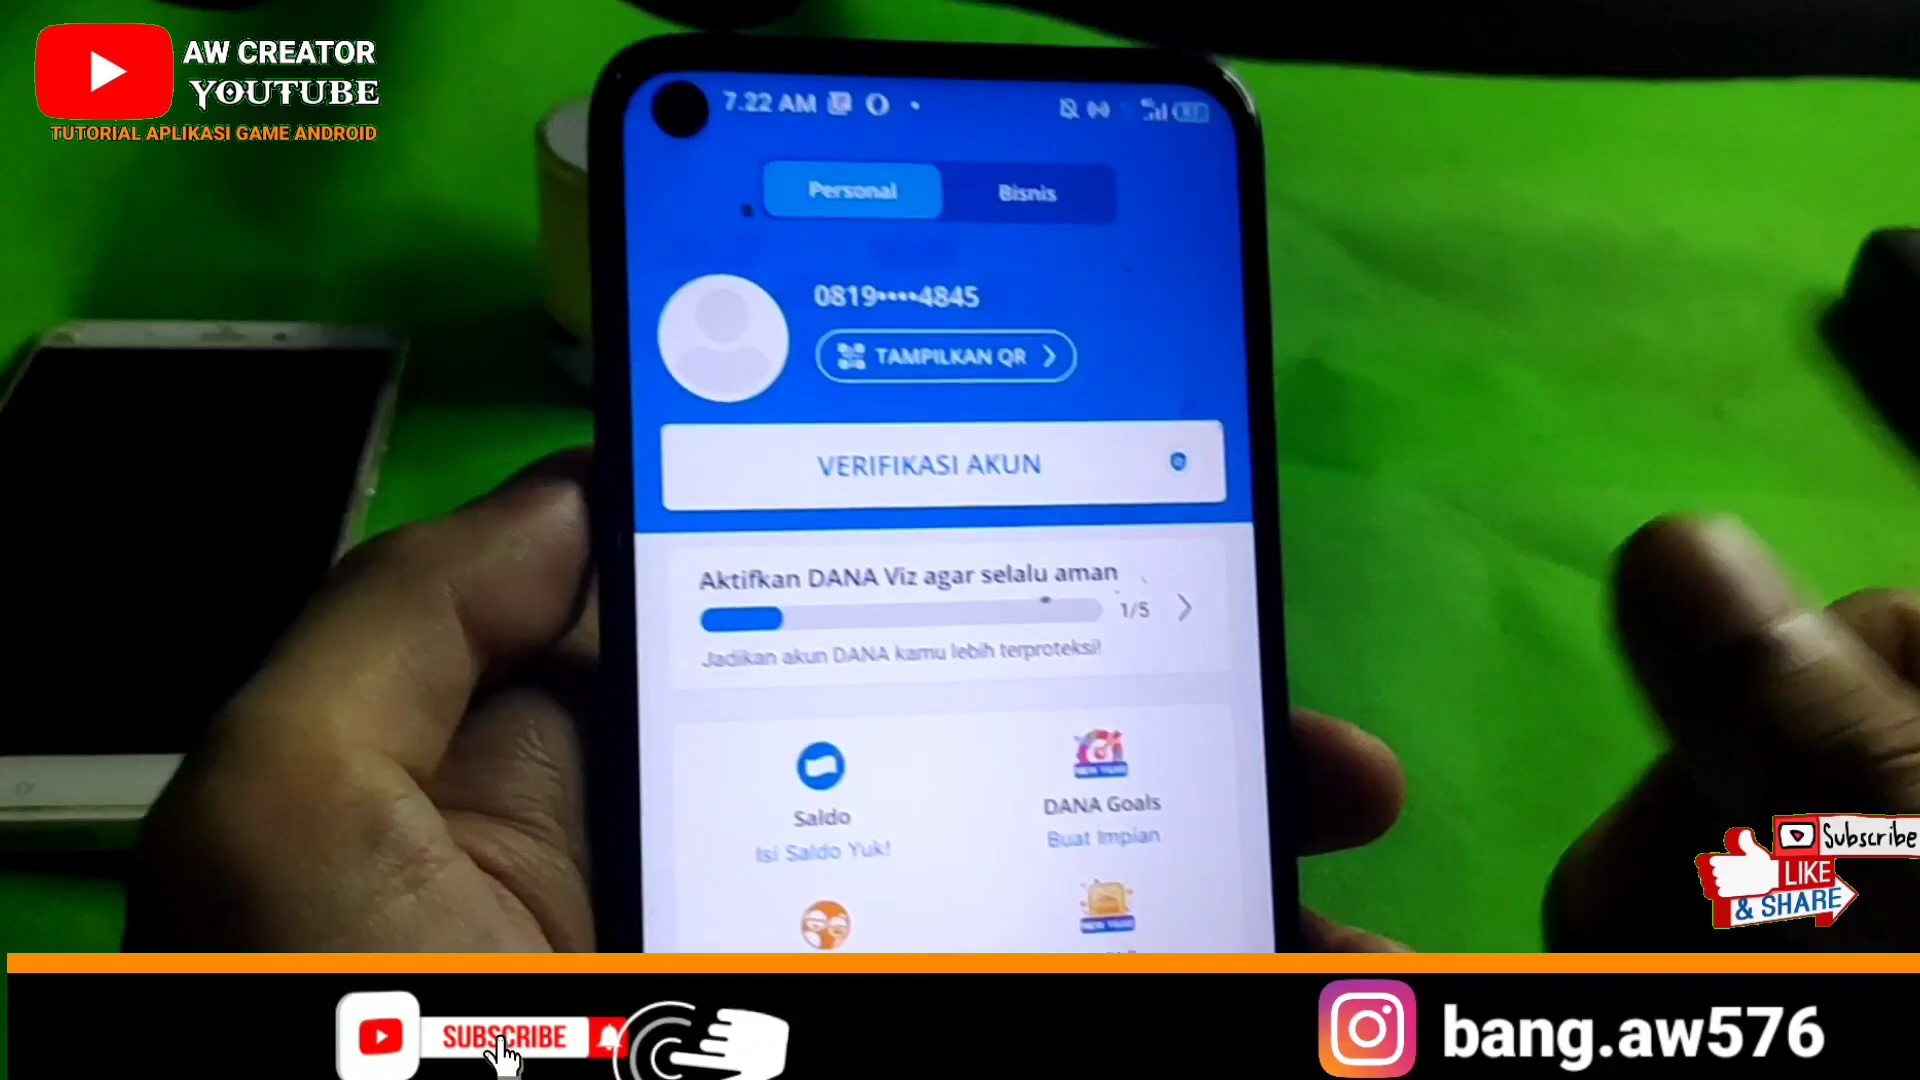 AW CREATOR
YOUTUBE
TUTORIAL APLIKASI GAME ANDROID
7.22 AM
Personal
Bisnis
0819••••4845
TAMPILKAN QR
VERIFIKASI AKUN
Aktifkan DANA Viz agar selalu aman
1/5
Jadikan akun DANA kamu lebih terproteksi!
Saldo
Isi Saldo Yuk!
DANA Goals
Buat Impian
Subscribe
LIKE
& SHARE
SUBSCRIBE
bang.aw576